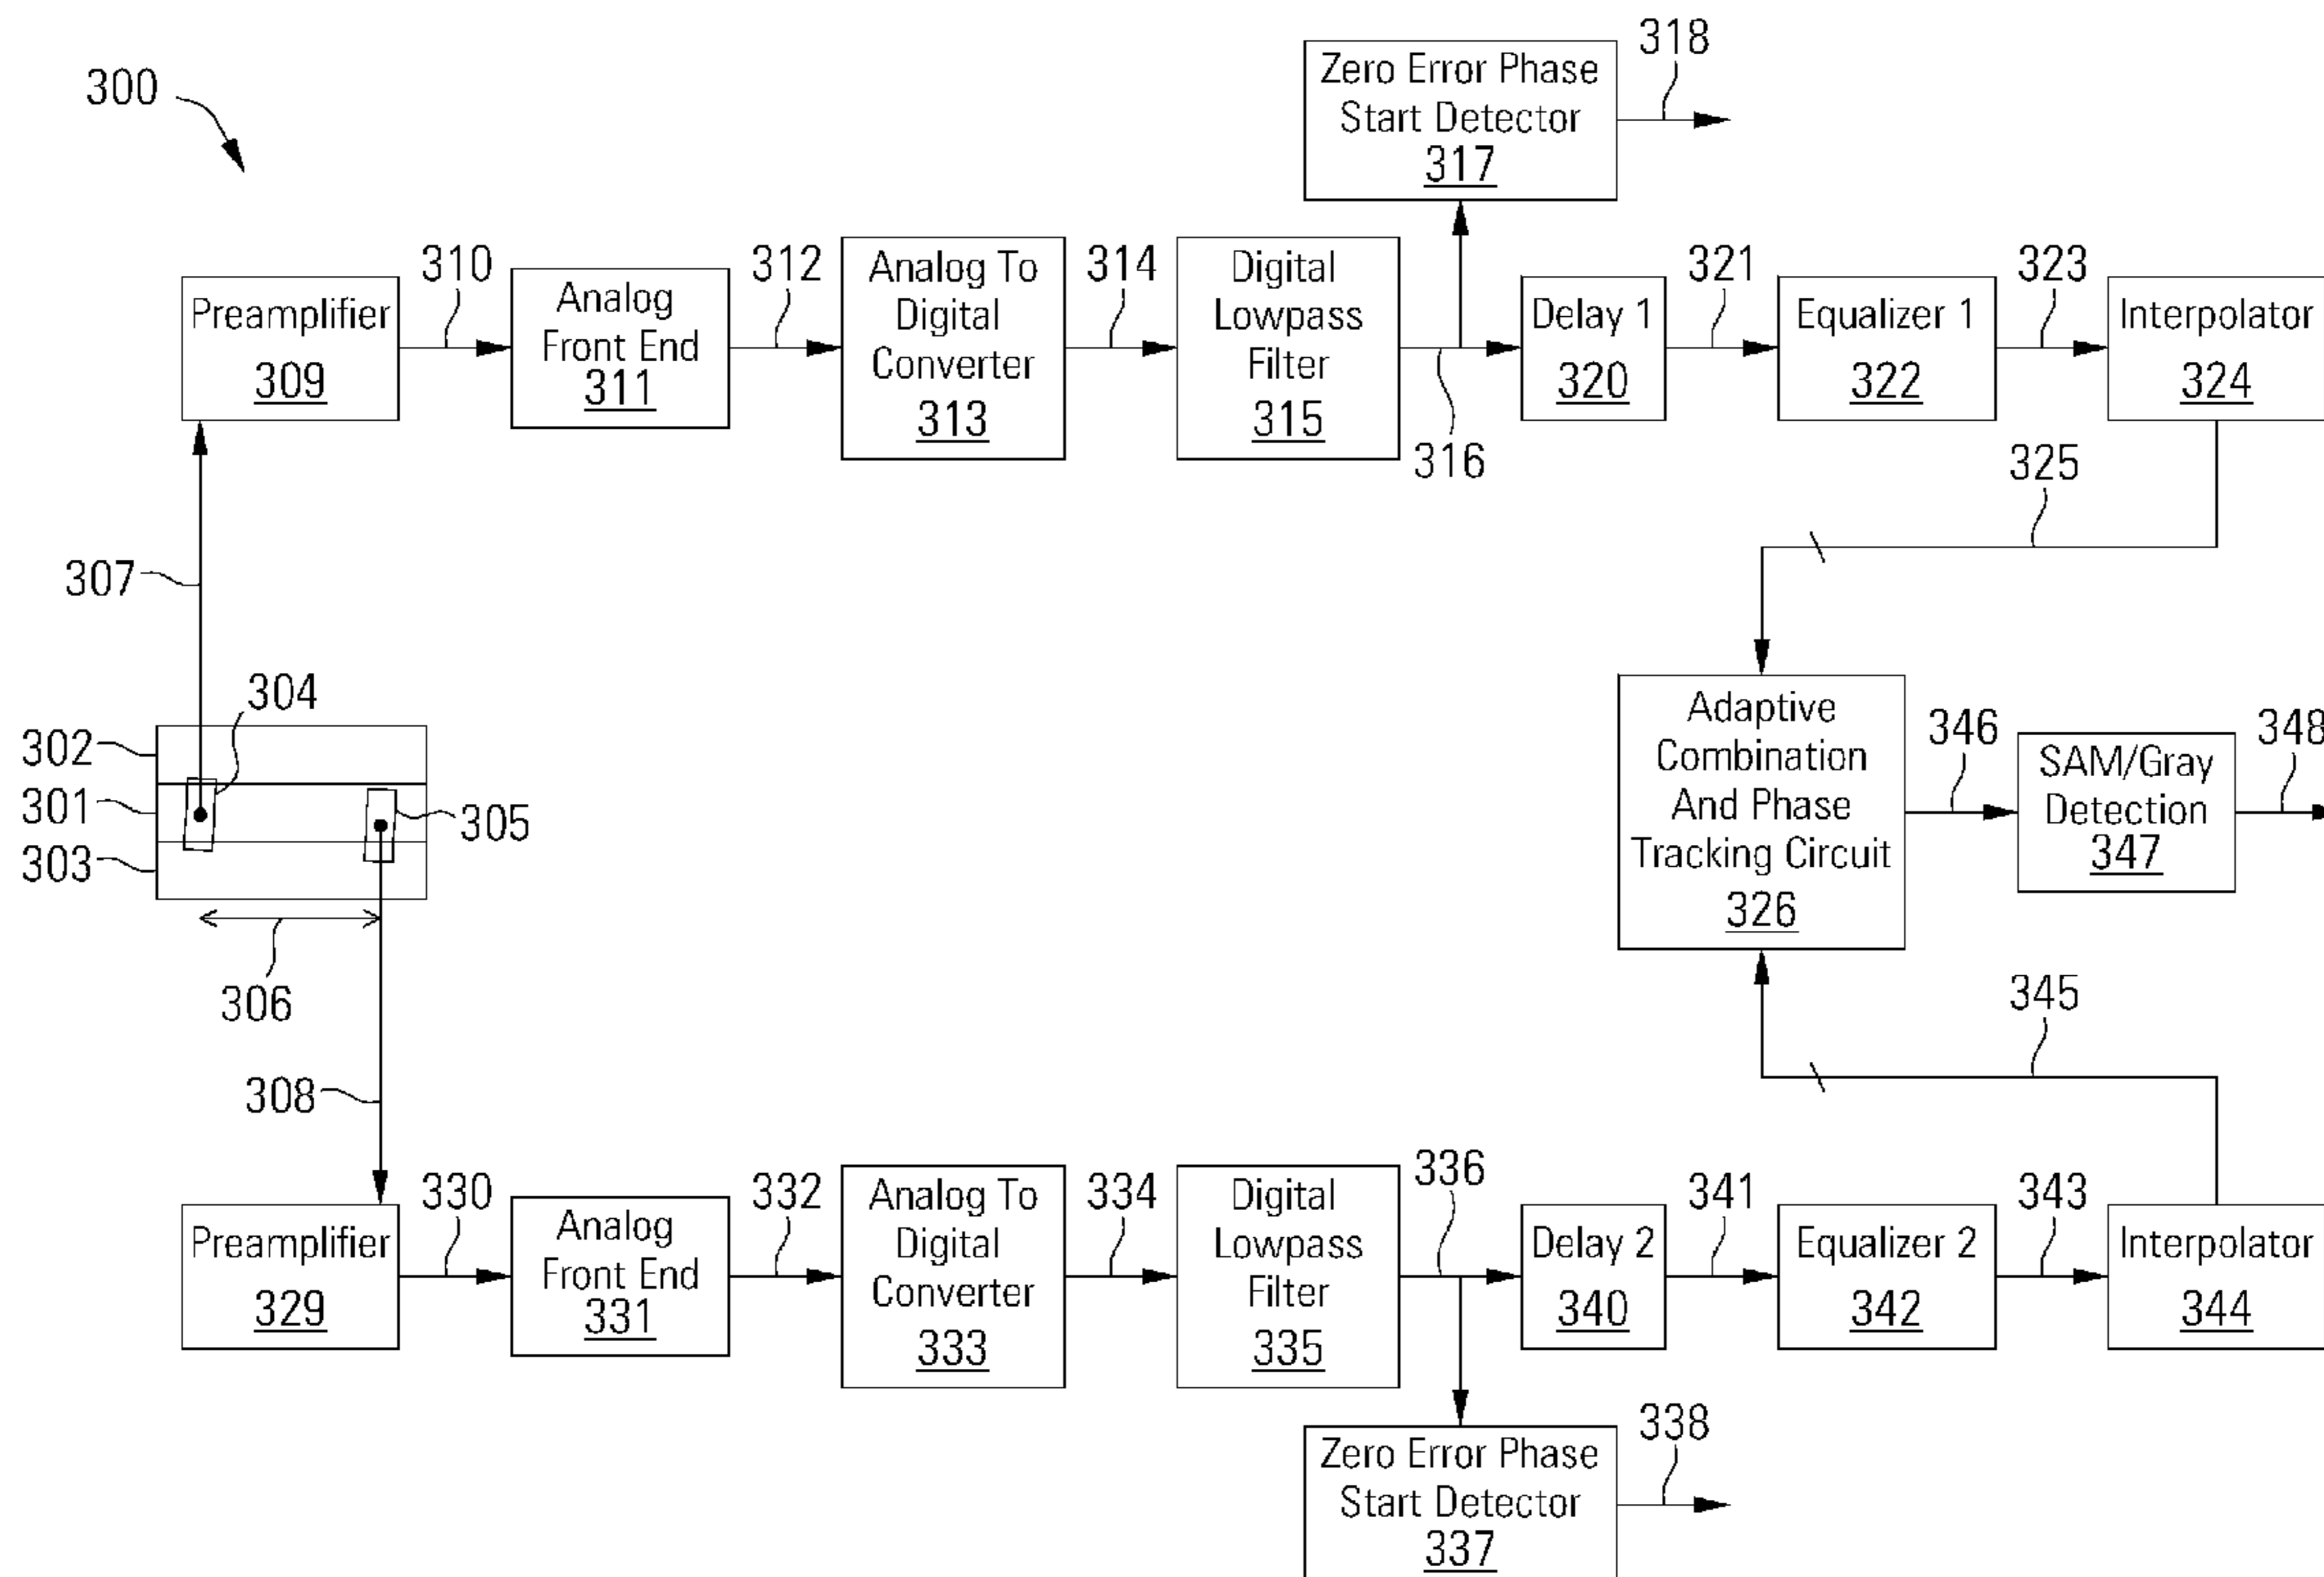 300
318
Zero Error Phase
Start Detector
317
310
312
314
321
323
Preamplifier
309
Analog
Front End
311
Analog To
Digital
Converter
313
Digital
Lowpass
Filter
315
316
Delay 1
320
Equalizer 1
322
Interpolator
324
325
307
304
302
301
303
305
306
308
Adaptive
Combination
And Phase
Tracking Circuit
326
346
SAM/Gray
Detection
347
348
345
330
332
334
336
341
343
Preamplifier
329
Analog
Front End
331
Analog To
Digital
Converter
333
Digital
Lowpass
Filter
335
Delay 2
340
Equalizer 2
342
Interpolator
344
338
Zero Error Phase
Start Detector
337